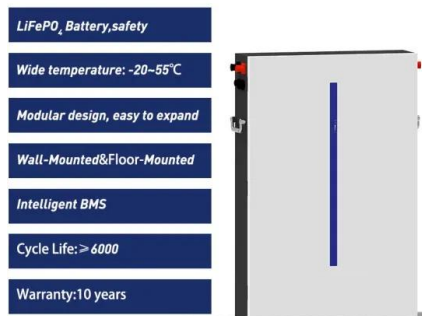 LiFePO₄ Battery,safety
Wide temperature: -20~55℃
Modular design, easy to expand
Wall-Mounted&Floor-Mounted
Intelligent BMS
Cycle Life:≥6000
Warranty:10 years